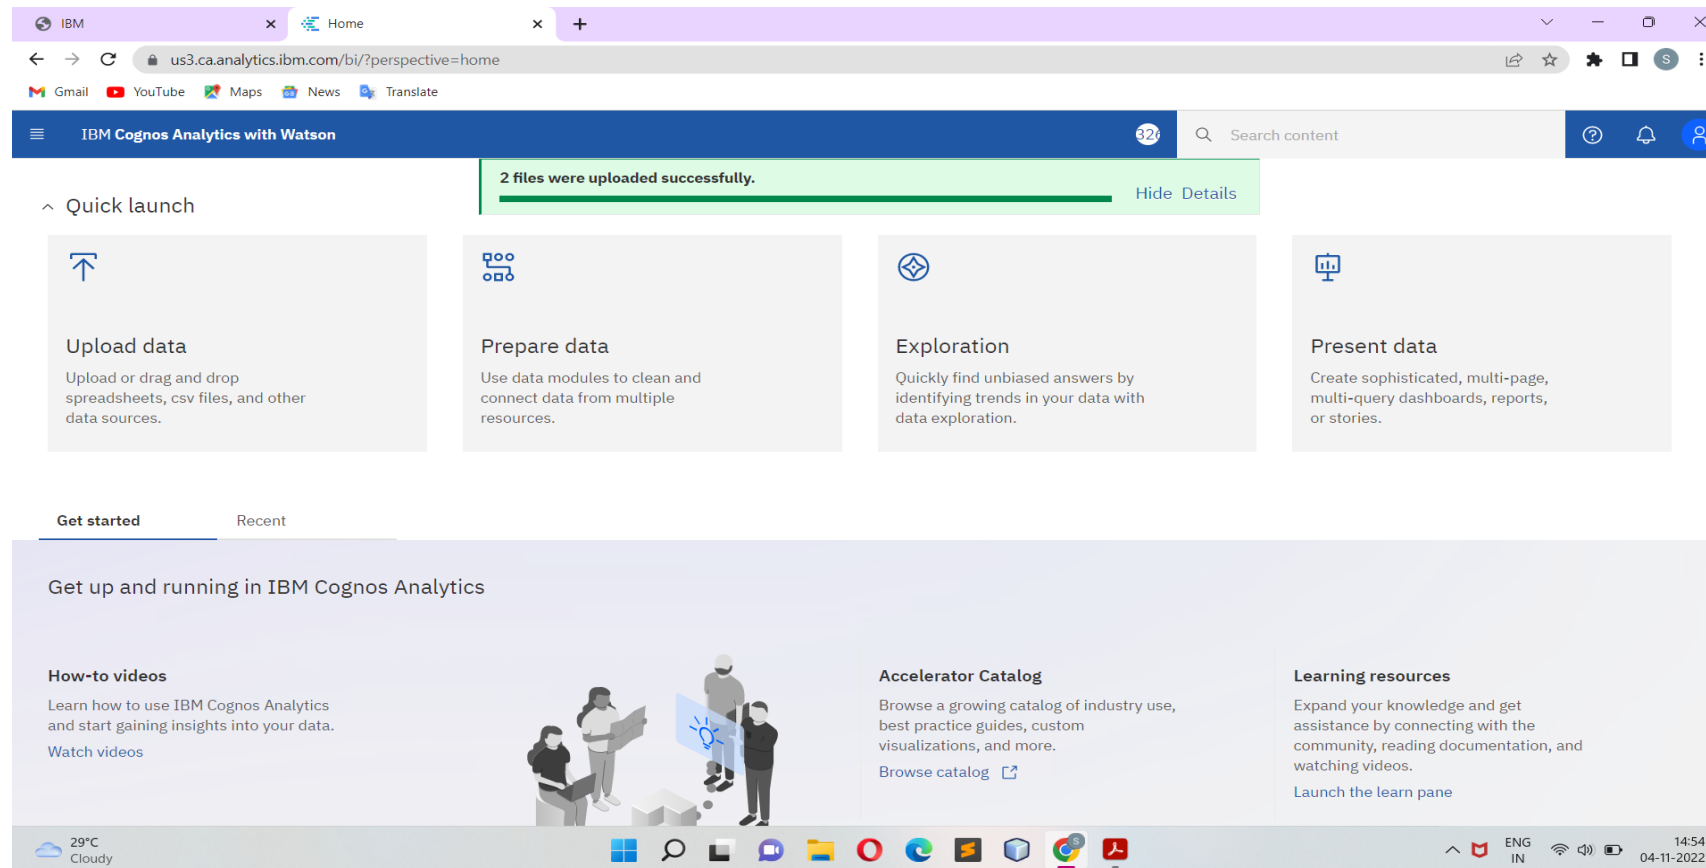 IBM
Home
us3.ca.analytics.ibm.com/bi/?perspective=home
S
Gmail YouTube Maps News Translate
IBM Cognos Analytics with Watson
326
Search content
2 files were uploaded successfully.
Hide Details
Quick launch
Upload data
Upload or drag and drop
spreadsheets, csv files, and other
data sources.
Prepare data
Use data modules to clean and
connect data from multiple
resources.
Exploration
Quickly find unbiased answers by
identifying trends in your data with
data exploration.
Present data
Create sophisticated, multi-page,
multi-query dashboards, reports,
or stories.
Get started Recent
Get up and running in IBM Cognos Analytics
How-to videos
Learn how to use IBM Cognos Analytics
and start gaining insights into your data.
Watch videos
Accelerator Catalog
Browse a growing catalog of industry use,
best practice guides, custom
visualizations, and more.
Browse catalog
Learning resources
Expand your knowledge and get
assistance by connecting with the
community, reading documentation, and
watching videos.
Launch the learn pane
29°C
Cloudy
ENG
IN
14:54
04-11-2022